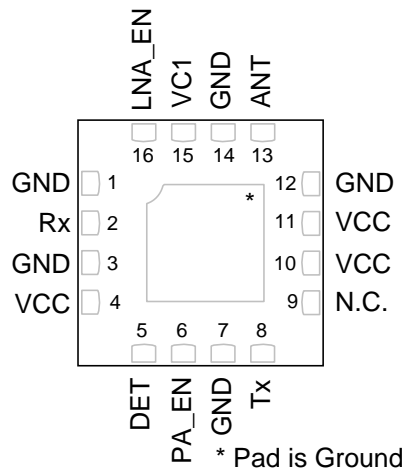 LNA_EN
VC1
GND
ANT
16 15 14 13
GND 1 12 GND
Rx 2 * 11 VCC
GND 3 10 VCC
VCC 4 9 N.C.
5 6 7 8
DET
PA_EN
GND
Tx
* Pad is Ground